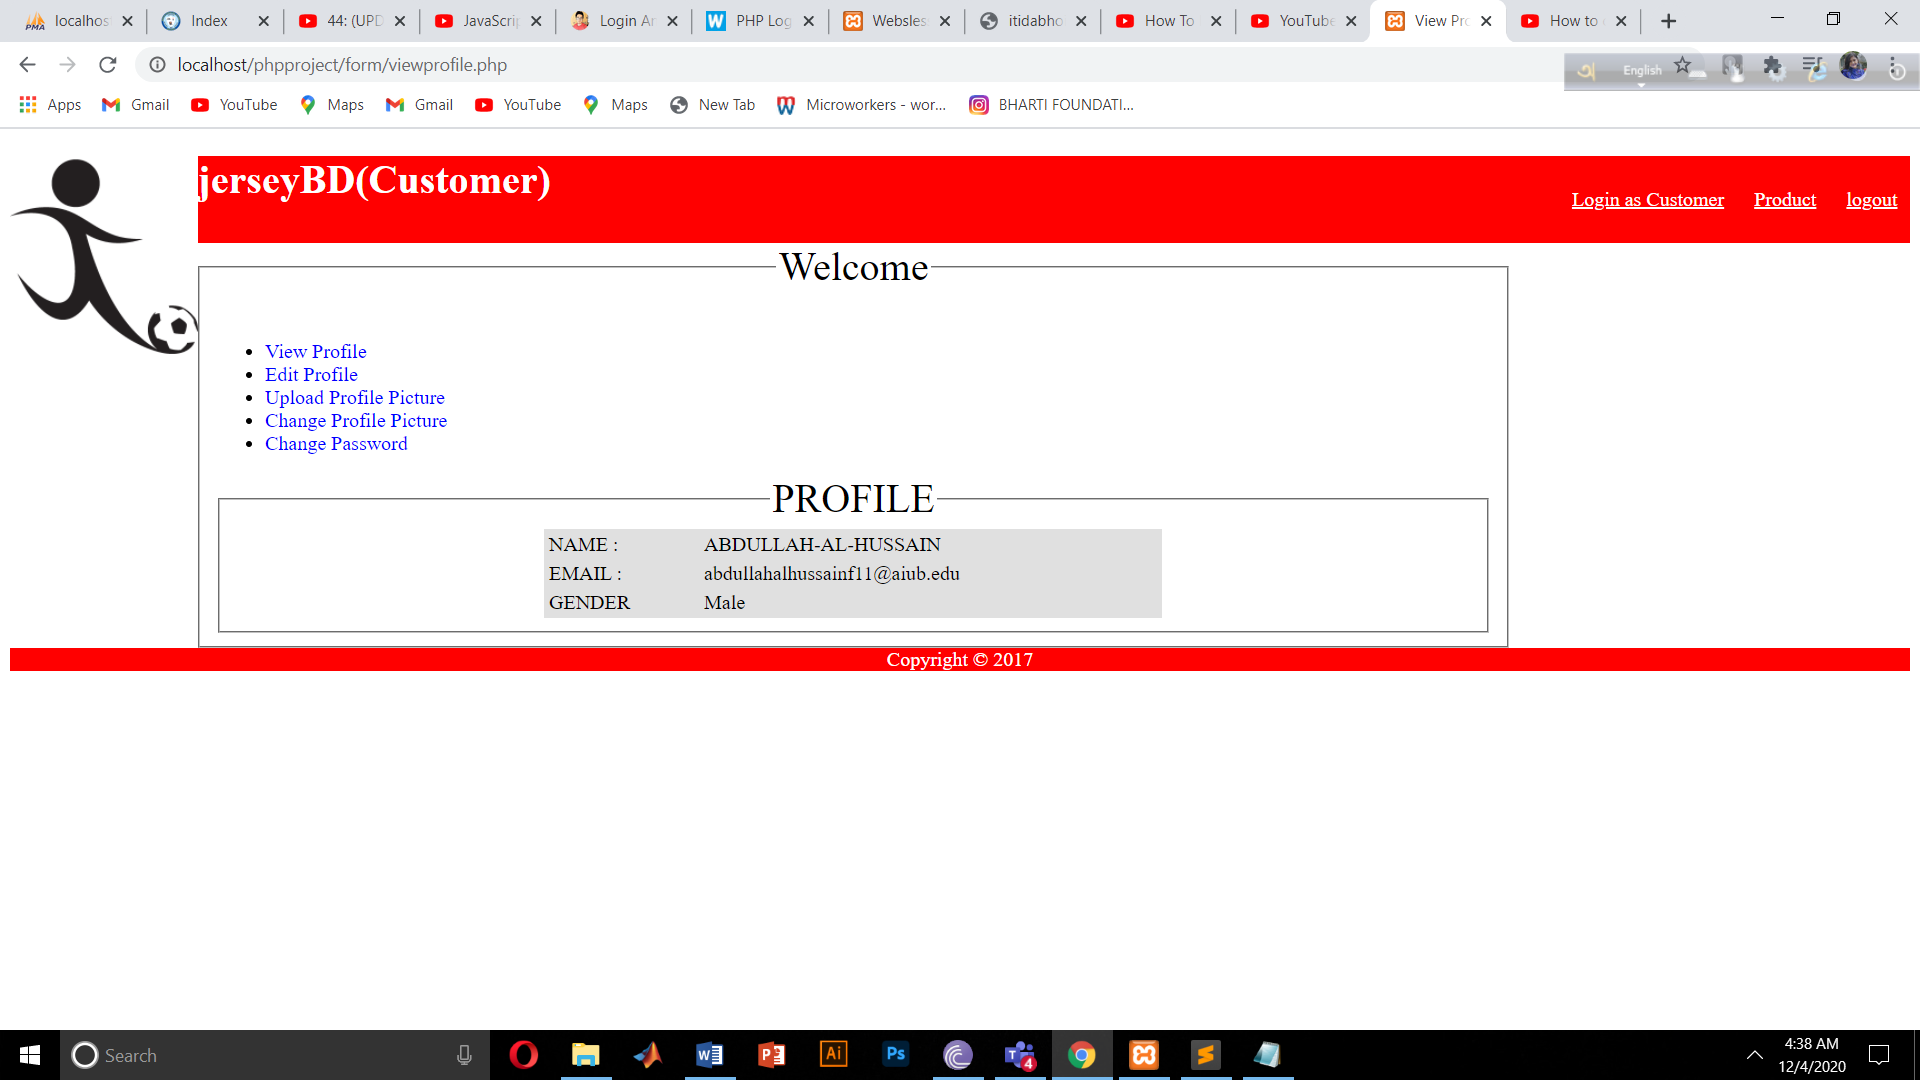 localhos
Index
44: (UPD
JavaScrip
Login An
PHP Log
Websles
itidabho
How To
YouTube
View Pro
How to
localhost/phpproject/form/viewprofile.php
English
Apps
Gmail
YouTube
Maps
Gmail
YouTube
Maps
New Tab
Microworkers - wor...
BHARTI FOUNDATI...
jerseyBD(Customer)
Login as Customer
Product
logout
Welcome
View Profile
Edit Profile
Upload Profile Picture
Change Profile Picture
Change Password
PROFILE
NAME : ABDULLAH-AL-HUSSAIN
EMAIL : abdullahalhussainf11@aiub.edu
GENDER Male
Copyright © 2017
Search
4:38 AM
12/4/2020